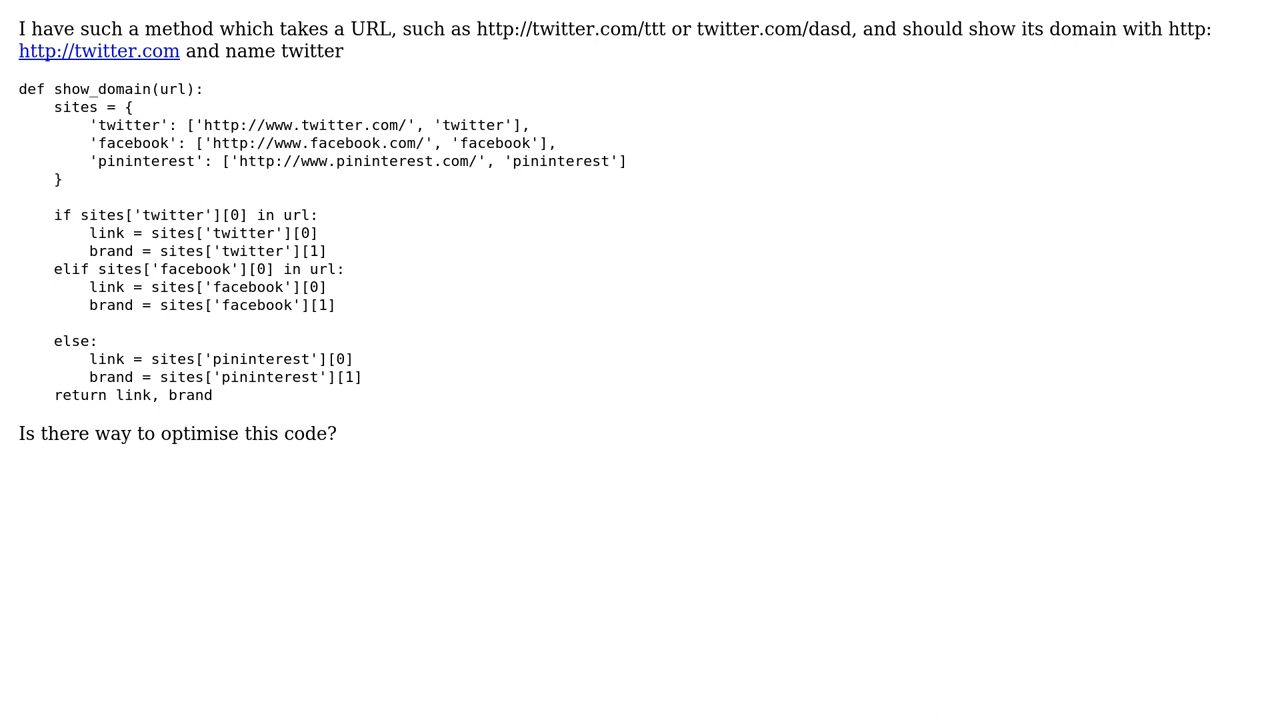 I have such a method which takes a URL, such as http://twitter.com/ttt or twitter.com/dasd, and should show its domain with http:
http://twitter.com and name twitter
def show_domain(url):
    sites = {
        'twitter': ['http://www.twitter.com/', 'twitter'],
        'facebook': ['http://www.facebook.com/', 'facebook'],
        'pininterest': ['http://www.pininterest.com/', 'pininterest']
    }
    if sites['twitter'][0] in url:
        link = sites['twitter'][0]
        brand = sites['twitter'][1]
    elif sites['facebook'][0] in url:
        link = sites['facebook'][0]
        brand = sites['facebook'][1]
    else:
        link = sites['pininterest'][0]
        brand = sites['pininterest'][1]
    return link, brand
Is there way to optimise this code?